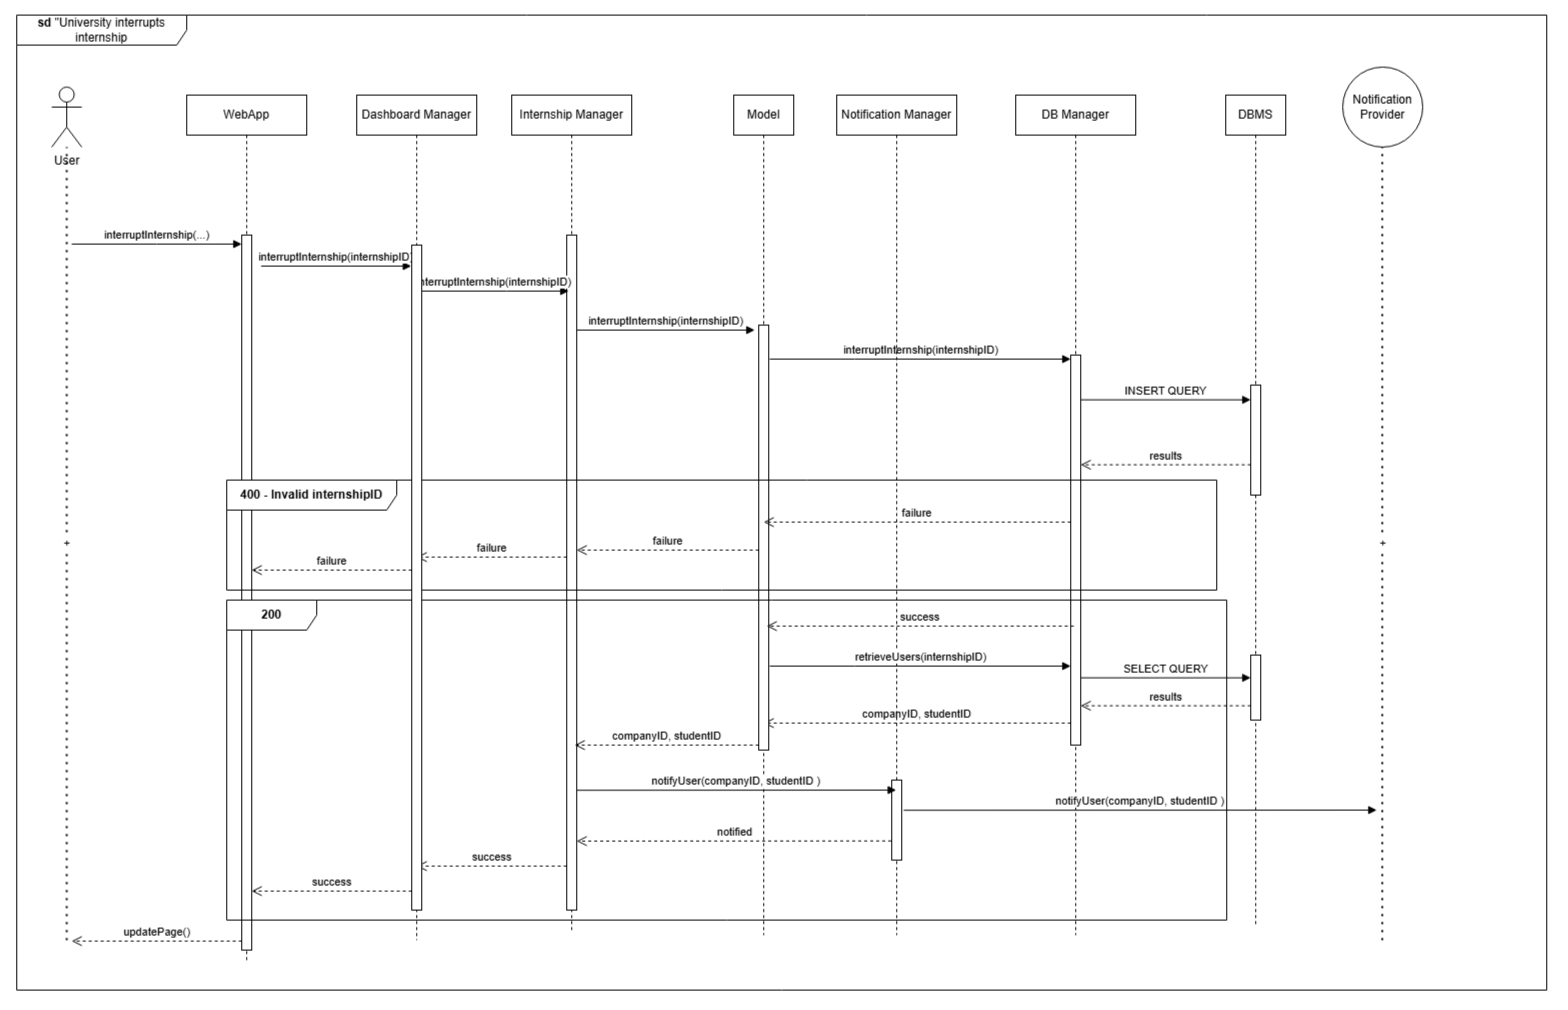 sd "University interrupts
internship
User
WebApp
Dashboard Manager
Internship Manager
Model
Notification Manager
DB Manager
DBMS
Notification
Provider
interruptInternship(...)
interruptInternship(internshipID)
nterruptInternship(internshipID)
interruptInternship(internshipID)
interruptInternship(internshipID)
INSERT QUERY
results
400 - Invalid internshipID
failure
failure
failure
failure
200
success
retrieveUsers(internshipID)
SELECT QUERY
results
companyID, studentID
companyID, studentID
notifyUser(companyID, studentID )
notifyUser(companyID, studentID )
notified
success
success
updatePage()